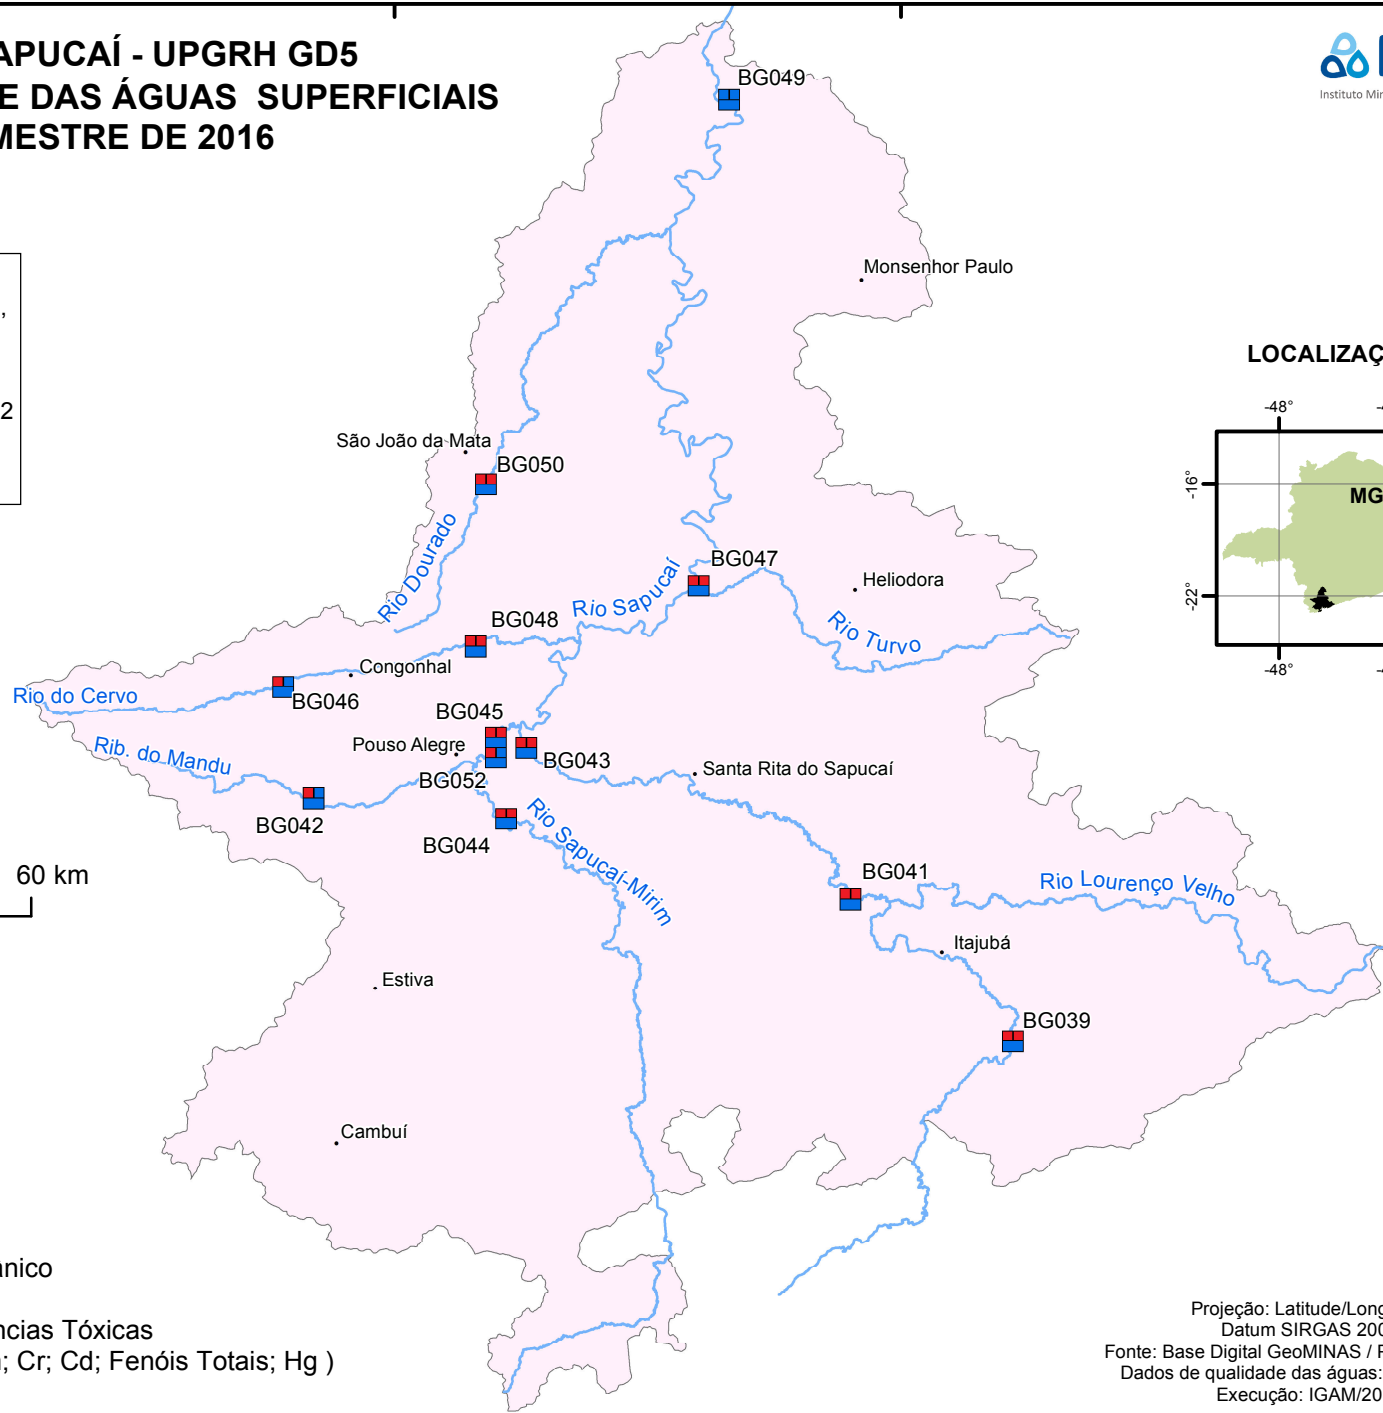 APUCAÍ - UPGRH GD5
E DAS ÁGUAS SUPERFICIAIS
MESTRE DE 2016
Instituto Min
BG049
Monsenhor Paulo
,
2
LOCALIZAÇ
-48°
-16°
MG
-22°
-48°
São João da Mata
BG050
Rio Dourado
BG047
Heliodora
Rio Sapucaí
Rio Turvo
BG048
Congonhal
Rio do Cervo
BG046
BG045
Rib. do Mandu
Pouso Alegre
BG043
BG052
Santa Rita do Sapucaí
BG042
BG044
Rio Sapucaí-Mirim
60 km
BG041
Rio Lourenço Velho
Itajubá
Estiva
BG039
Cambuí
ânico
ncias Tóxicas
; Cr; Cd; Fenóis Totais; Hg )
Projeção: Latitude/Long
Datum SIRGAS 200
Fonte: Base Digital GeoMINAS / P
Dados de qualidade das águas:
Execução: IGAM/20